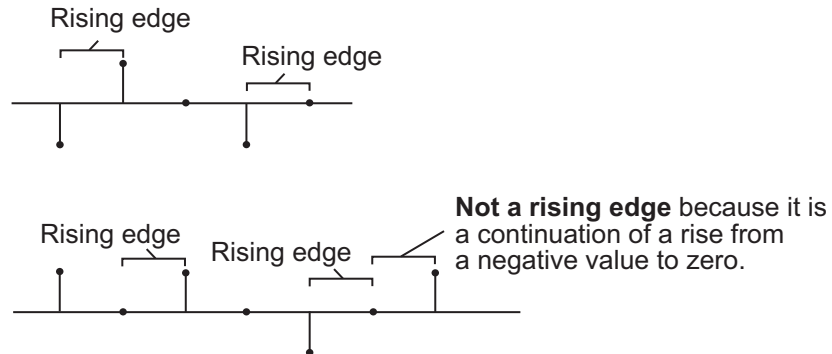 Rising edge
Rising edge
Not a rising edge because it is
a continuation of a rise from
a negative value to zero.
Rising edge
Rising edge